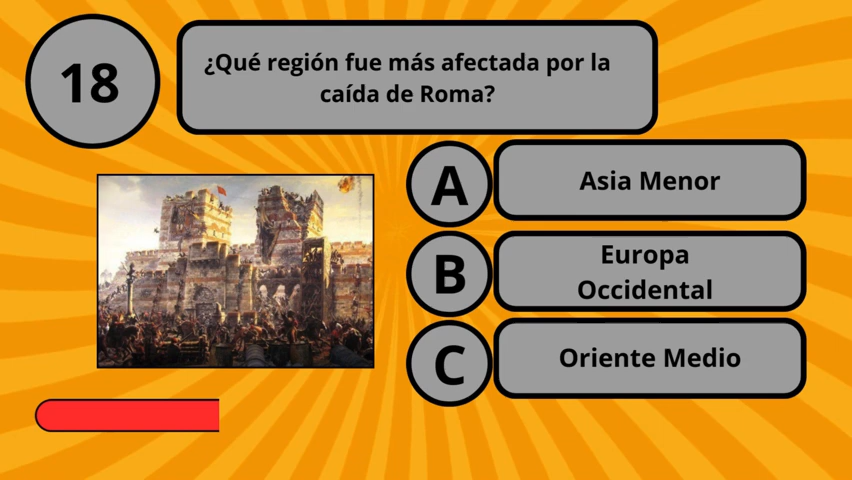 18
¿Qué región fue más afectada por la
caída de Roma?
A
Asia Menor
B
Europa
Occidental
C
Oriente Medio